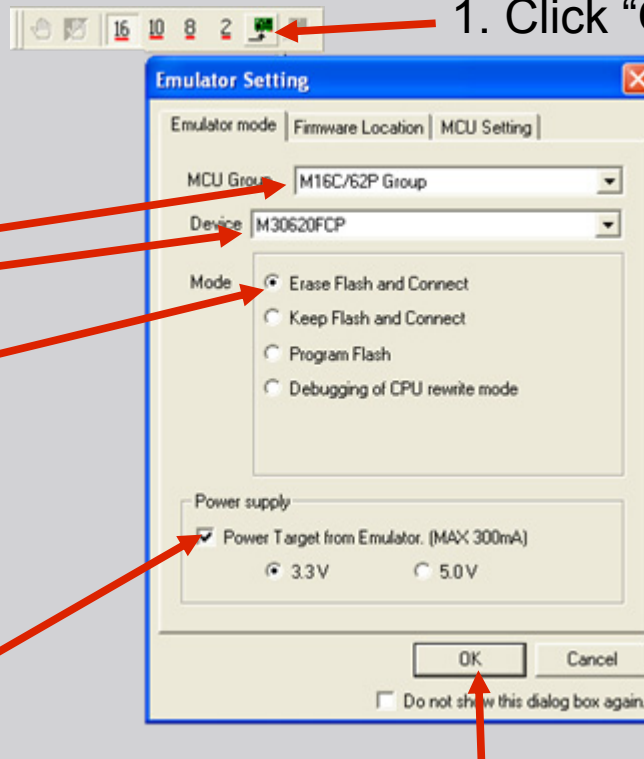 1. Click “
16 10 8 2
Emulator Setting
Emulator mode Firmware Location MCU Setting
MCU Group M16C/62P Group
Device M30620FCP
Mode Erase Flash and Connect
Keep Flash and Connect
Program Flash
Debugging of CPU rewrite mode
Power supply
Power Target from Emulator. (MAX 300mA)
3.3 V 5.0 V
OK Cancel
Do not show this dialog box again.